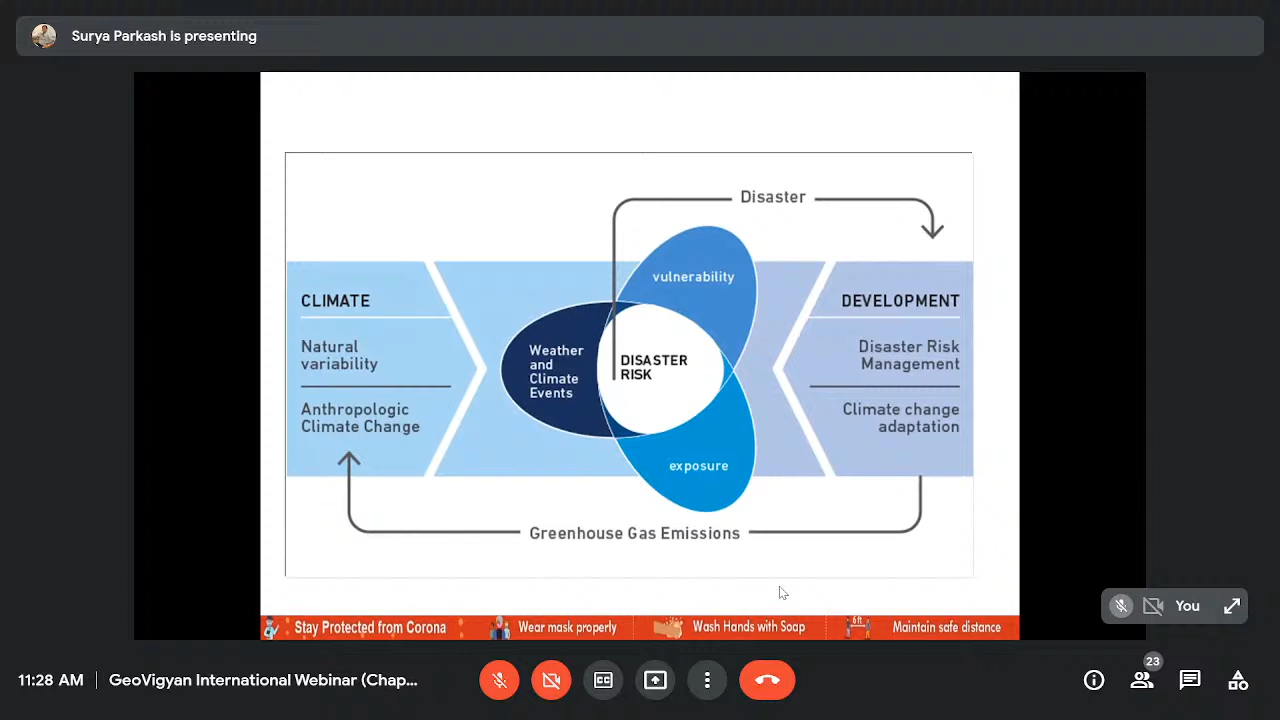 Surya Parkash is presenting
Disaster
vulnerability
CLIMATE
Natural
variability
Anthropologic
Climate Change
Weather
and
Climate
Events
DISASTER
RISK
DEVELOPMENT
Disaster Risk
Management
Climate change
adaptation
exposure
Greenhouse Gas Emissions
Stay Protected from Corona
Wear mask properly
Wash Hands with Soap
6 ft
Maintain safe distance
You
11:28 AM
GeoVigyan International Webinar (Chap...
23